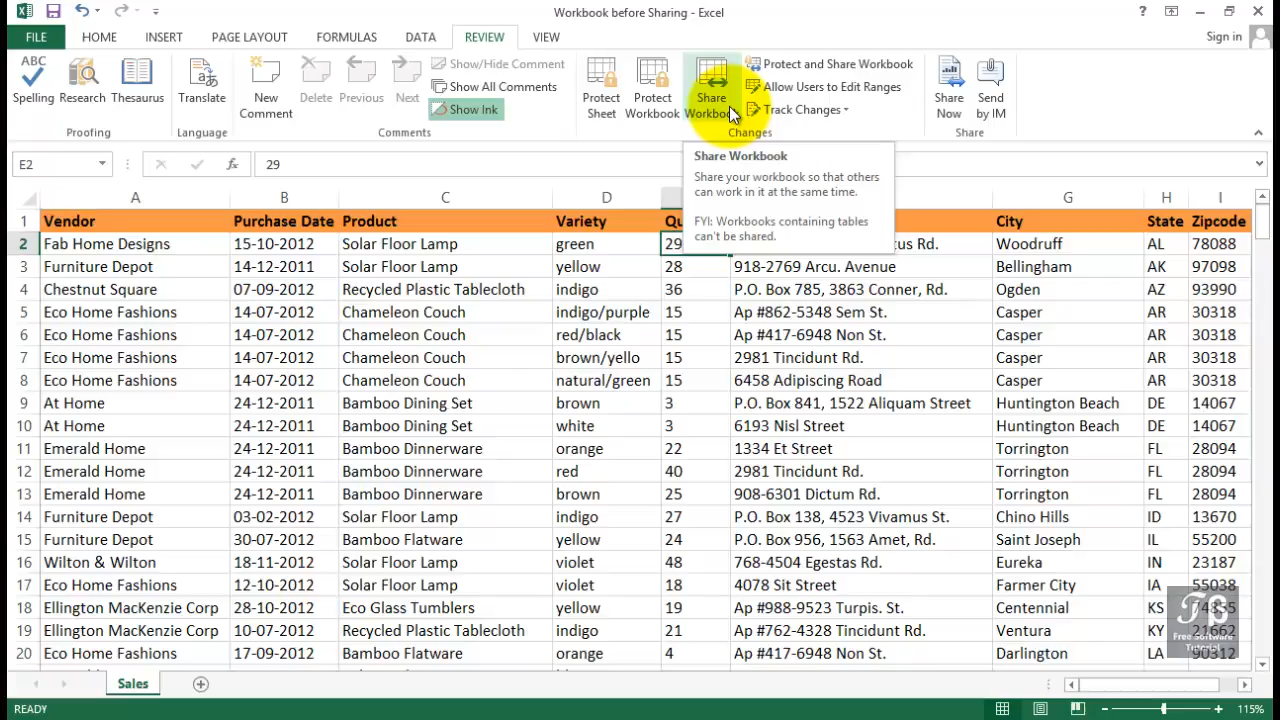 Workbook before Sharing - Excel
FILE HOME INSERT PAGE LAYOUT FORMULAS DATA REVIEW VIEW Sign in
ABC
Spelling Research Thesaurus Translate New Comment Delete Previous Next
Show/Hide Comment
Show All Comments
Show Ink
Protect Sheet Protect Workbook Share Workbook
Protect and Share Workbook
Allow Users to Edit Ranges
Track Changes
Share Now Send by IM
Proofing Language Comments Changes Share
E2 fx 29
Share Workbook
Share your workbook so that others
can work in it at the same time.
FYI: Workbooks containing tables
can't be shared.
A B C D G H I
1 Vendor Purchase Date Product Variety Qu City State Zipcode
2 Fab Home Designs 15-10-2012 Solar Floor Lamp green 29 us Rd. Woodruff AL 78088
3 Furniture Depot 14-12-2011 Solar Floor Lamp yellow 28 918-2769 Arcu. Avenue Bellingham AK 97098
4 Chestnut Square 07-09-2012 Recycled Plastic Tablecloth indigo 36 P.O. Box 785, 3863 Conner, Rd. Ogden AZ 93990
5 Eco Home Fashions 14-07-2012 Chameleon Couch indigo/purple 15 Ap #862-5348 Sem St. Casper AR 30318
6 Eco Home Fashions 14-07-2012 Chameleon Couch red/black 15 Ap #417-6948 Non St. Casper AR 30318
7 Eco Home Fashions 14-07-2012 Chameleon Couch brown/yello 15 2981 Tincidunt Rd. Casper AR 30318
8 Eco Home Fashions 14-07-2012 Chameleon Couch natural/green 15 6458 Adipiscing Road Casper AR 30318
9 At Home 24-12-2011 Bamboo Dining Set brown 3 P.O. Box 841, 1522 Aliquam Street Huntington Beach DE 14067
10 At Home 24-12-2011 Bamboo Dining Set white 3 6193 Nisl Street Huntington Beach DE 14067
11 Emerald Home 24-12-2011 Bamboo Dinnerware orange 22 1334 Et Street Torrington FL 28094
12 Emerald Home 24-12-2011 Bamboo Dinnerware red 40 2981 Tincidunt Rd. Torrington FL 28094
13 Emerald Home 24-12-2011 Bamboo Dinnerware brown 25 908-6301 Dictum Rd. Torrington FL 28094
14 Furniture Depot 03-02-2012 Solar Floor Lamp indigo 27 P.O. Box 138, 4523 Vivamus St. Chino Hills ID 13670
15 Furniture Depot 30-07-2012 Bamboo Flatware yellow 24 P.O. Box 956, 1563 Amet, Rd. Saint Joseph IL 55200
16 Wilton & Wilton 18-11-2012 Solar Floor Lamp violet 48 768-4504 Egestas Rd. Eureka IN 23187
17 Eco Home Fashions 12-10-2012 Solar Floor Lamp violet 18 4078 Sit Street Farmer City IA 55038
18 Ellington MacKenzie Corp 28-10-2012 Eco Glass Tumblers yellow 19 Ap #988-9523 Turpis. St. Centennial KS
19 Ellington MacKenzie Corp 10-07-2012 Recycled Plastic Tablecloth indigo 21 Ap #762-4328 Tincidunt Rd. Ventura KY 21662
20 Eco Home Fashions 17-09-2012 Bamboo Flatware orange 4 Ap #417-6948 Non St. Darlington LA 90312
Free Software
Tutorial
Sales
READY 115%